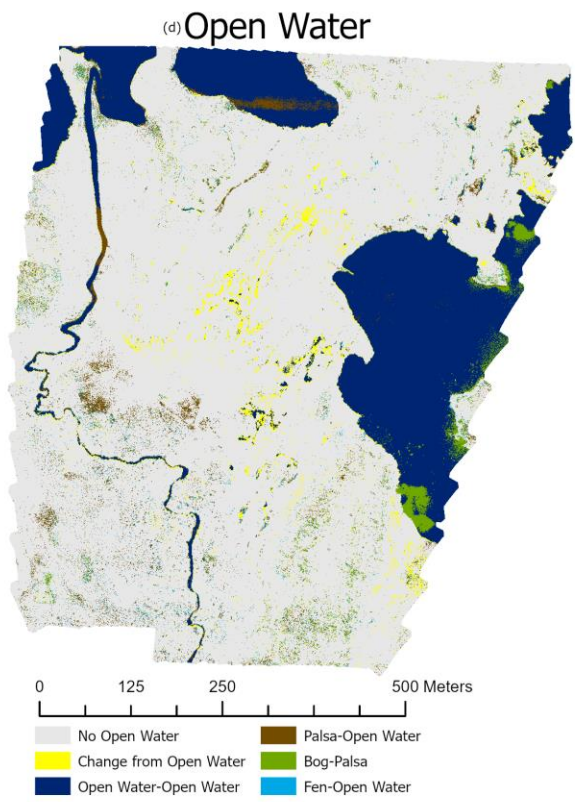 (d) Open Water
0 125 250 500 Meters
No Open Water Palsa-Open Water
Change from Open Water Bog-Palsa
Open Water-Open Water Fen-Open Water